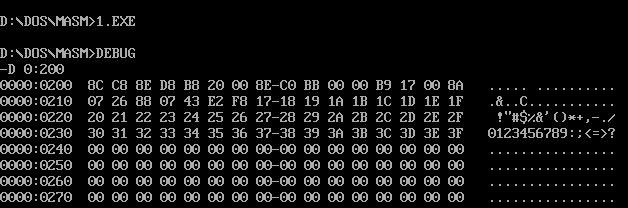 D:\DOS\MASM>1.EXE
D:\DOS\MASM>DEBUG
-D 0:200
0000:0200 8C C8 8E D8 B8 20 00 8E-C0 BB 00 00 B9 17 00 8A ..... ..........
0000:0210 07 26 88 07 43 E2 F8 17-18 19 1A 1B 1C 1D 1E 1F .&..C...........
0000:0220 20 21 22 23 24 25 26 27-28 29 2A 2B 2C 2D 2E 2F !"#$%&'()*+,-./
0000:0230 30 31 32 33 34 35 36 37-38 39 3A 3B 3C 3D 3E 3F 0123456789:;<=>?
0000:0240 00 00 00 00 00 00 00 00-00 00 00 00 00 00 00 00 ................
0000:0250 00 00 00 00 00 00 00 00-00 00 00 00 00 00 00 00 ................
0000:0260 00 00 00 00 00 00 00 00-00 00 00 00 00 00 00 00 ................
0000:0270 00 00 00 00 00 00 00 00-00 00 00 00 00 00 00 00 ................